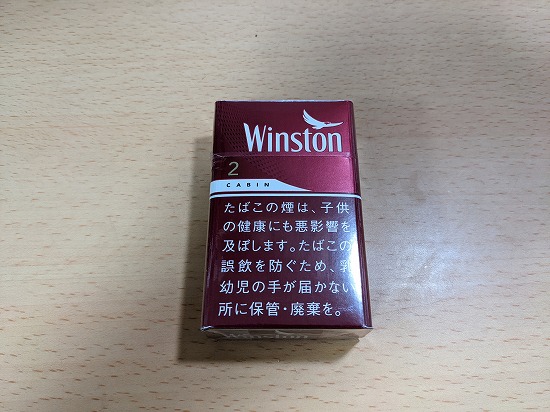 Winston
2
CABIN
たばこの煙は、子供
の健康にも悪影響を
及ぼします。たばこの
誤飲を防ぐため、乳
幼児の手が届かない
所に保管・廃棄を。
Winston